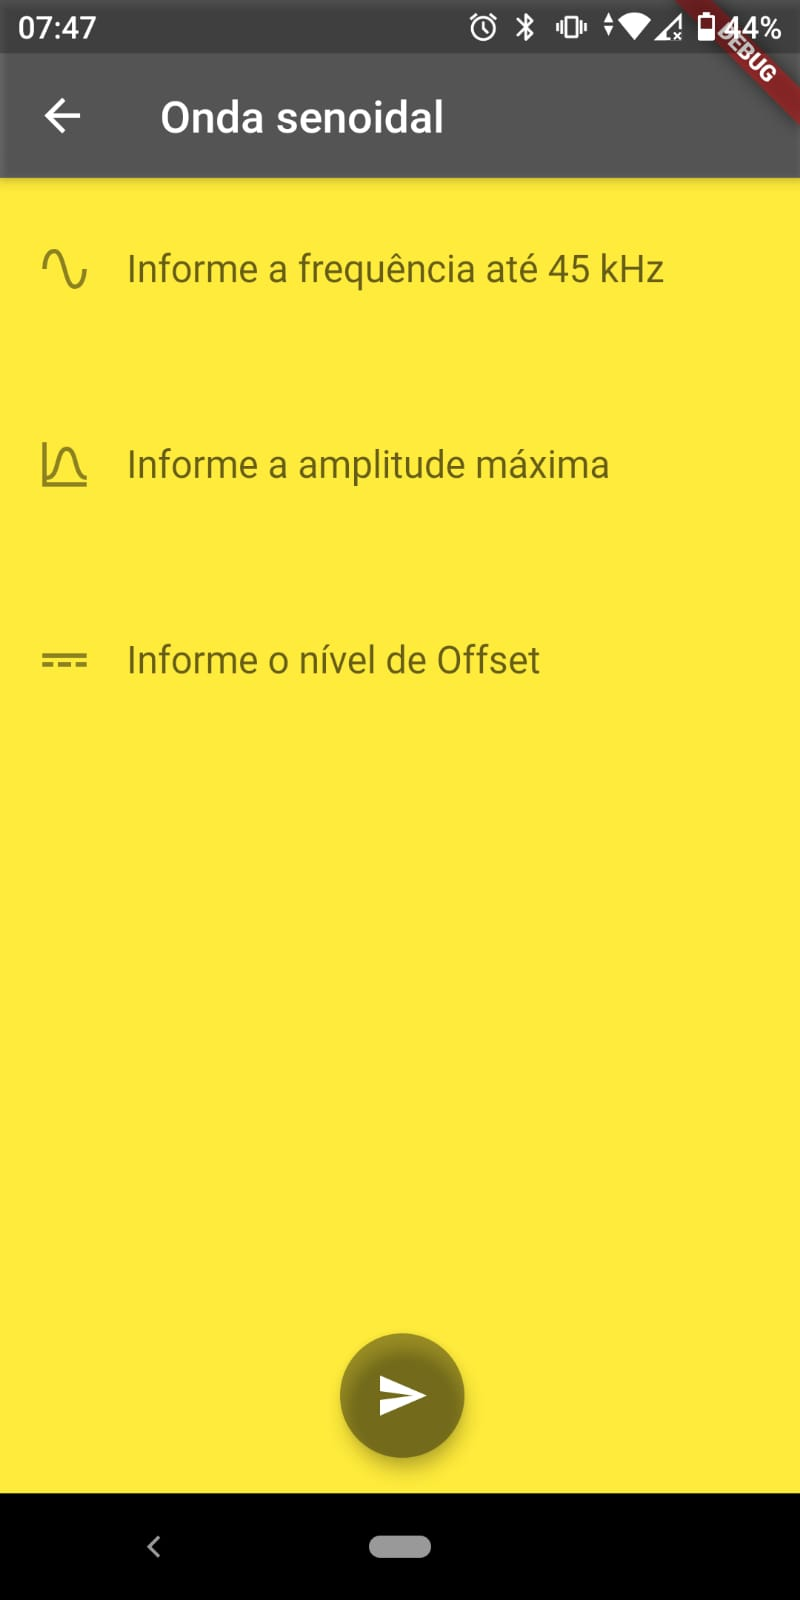 07:47
44%
DEBUG
Onda senoidal
Informe a frequência até 45 kHz
Informe a amplitude máxima
Informe o nível de Offset